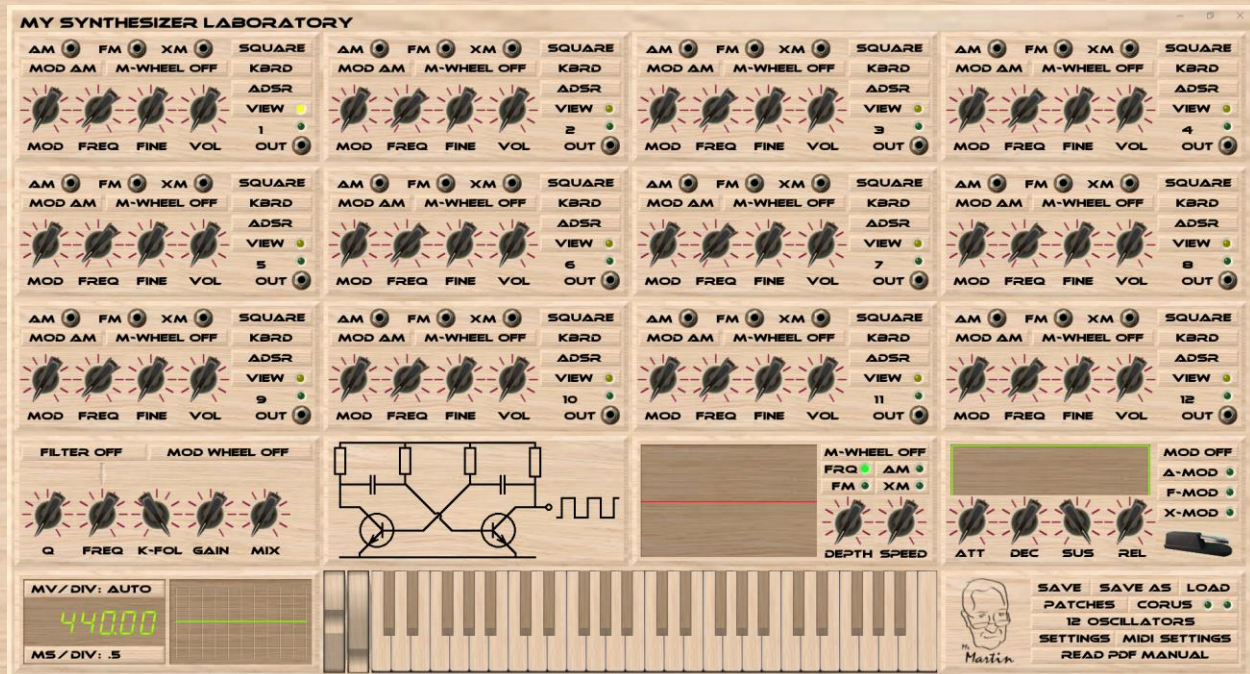 MY SYNTHESIZER LABORATORY
AM FM XM SQUARE AM FM XM SQUARE AM FM XM SQUARE AM FM XM SQUARE
MOD AM M-WHEEL OFF KBRD MOD AM M-WHEEL OFF KBRD MOD AM M-WHEEL OFF KBRD MOD AM M-WHEEL OFF KBRD
ADSR ADSR ADSR ADSR
VIEW VIEW VIEW VIEW
1 2 3 4
MOD FREQ FINE VOL OUT MOD FREQ FINE VOL OUT MOD FREQ FINE VOL OUT MOD FREQ FINE VOL OUT
AM FM XM SQUARE AM FM XM SQUARE AM FM XM SQUARE AM FM XM SQUARE
MOD AM M-WHEEL OFF KBRD MOD AM M-WHEEL OFF KBRD MOD AM M-WHEEL OFF KBRD MOD AM M-WHEEL OFF KBRD
ADSR ADSR ADSR ADSR
VIEW VIEW VIEW VIEW
5 6 7 8
MOD FREQ FINE VOL OUT MOD FREQ FINE VOL OUT MOD FREQ FINE VOL OUT MOD FREQ FINE VOL OUT
AM FM XM SQUARE AM FM XM SQUARE AM FM XM SQUARE AM FM XM SQUARE
MOD AM M-WHEEL OFF KBRD MOD AM M-WHEEL OFF KBRD MOD AM M-WHEEL OFF KBRD MOD AM M-WHEEL OFF KBRD
ADSR ADSR ADSR ADSR
VIEW VIEW VIEW VIEW
9 10 11 12
MOD FREQ FINE VOL OUT MOD FREQ FINE VOL OUT MOD FREQ FINE VOL OUT MOD FREQ FINE VOL OUT
FILTER OFF MOD WHEEL OFF
Q FREQ K-FOL GAIN MIX
M-WHEEL OFF
FRQ AM
FM XM
DEPTH SPEED
MOD OFF
A-MOD
F-MOD
X-MOD
ATT DEC SUS REL
MV/DIV: AUTO
440.00
MS/DIV: .5
Martin
SAVE SAVE AS LOAD
PATCHES CORUS
12 OSCILLATORS
SETTINGS MIDI SETTINGS
READ PDF MANUAL